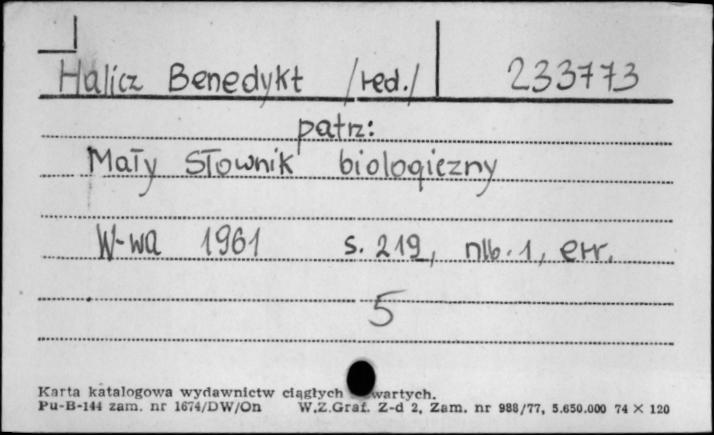 Halicz Benedykt /red./ 233773
patrz:
Mały Słownik biologiczny
W-wa 1961 s. 219, nlb. 1, err.
5
Karta katalogowa wydawnictw ciągłych wartych.
Pu-B-144 zam. nr 1674/DW/On W.Z.Graf. Z-d 2, Zam. nr 988/77, 5.650.000 74 × 120